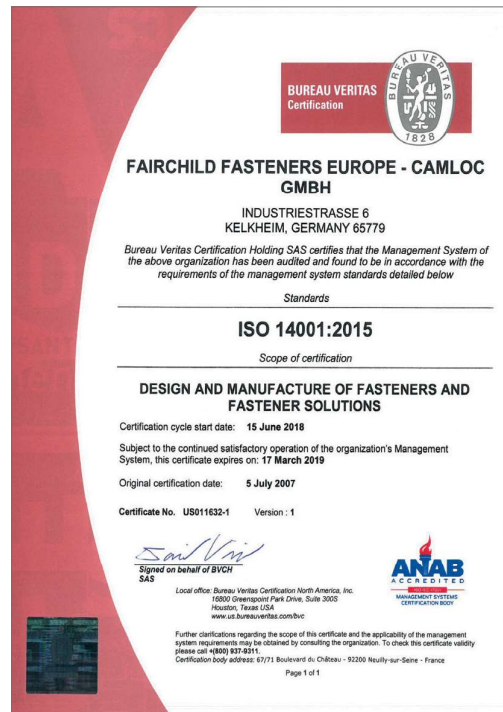 BUREAU VERITAS
Certification
BUREAU VERITAS
1828
FAIRCHILD FASTENERS EUROPE - CAMLOC
GMBH
INDUSTRIESTRASSE 6
KELKHEIM, GERMANY 65779
Bureau Veritas Certification Holding SAS certifies that the Management System of
the above organization has been audited and found to be in accordance with the
requirements of the management system standards detailed below
Standards
ISO 14001:2015
Scope of certification
DESIGN AND MANUFACTURE OF FASTENERS AND
FASTENER SOLUTIONS
Certification cycle start date: 15 June 2018
Subject to the continued satisfactory operation of the organization's Management
System, this certificate expires on: 17 March 2019
Original certification date: 5 July 2007
Certificate No. US011632-1 Version : 1
Signed on behalf of BVCH
SAS
ANAB
ACCREDITED
MANAGEMENT SYSTEMS
CERTIFICATION BODY
Local office: Bureau Veritas Certification North America, Inc.
16800 Greenspoint Park Drive, Suite 300S
Houston, Texas USA
www.us.bureauveritas.com/bvc
Further clarifications regarding the scope of this certificate and the applicability of the management
system requirements may be obtained by consulting the organization. To check this certificate validity
please call +(800) 937-9311.
Certification body address: 67/71 Boulevard du Château - 92200 Neuilly-sur-Seine - France
Page 1 of 1